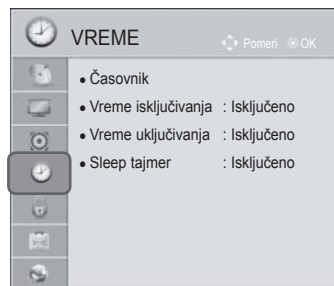 VREME
Pomeri OK
• Časovnik
• Vreme isključivanja : Isključeno
• Vreme uključivanja : Isključeno
• Sleep tajmer : Isključeno